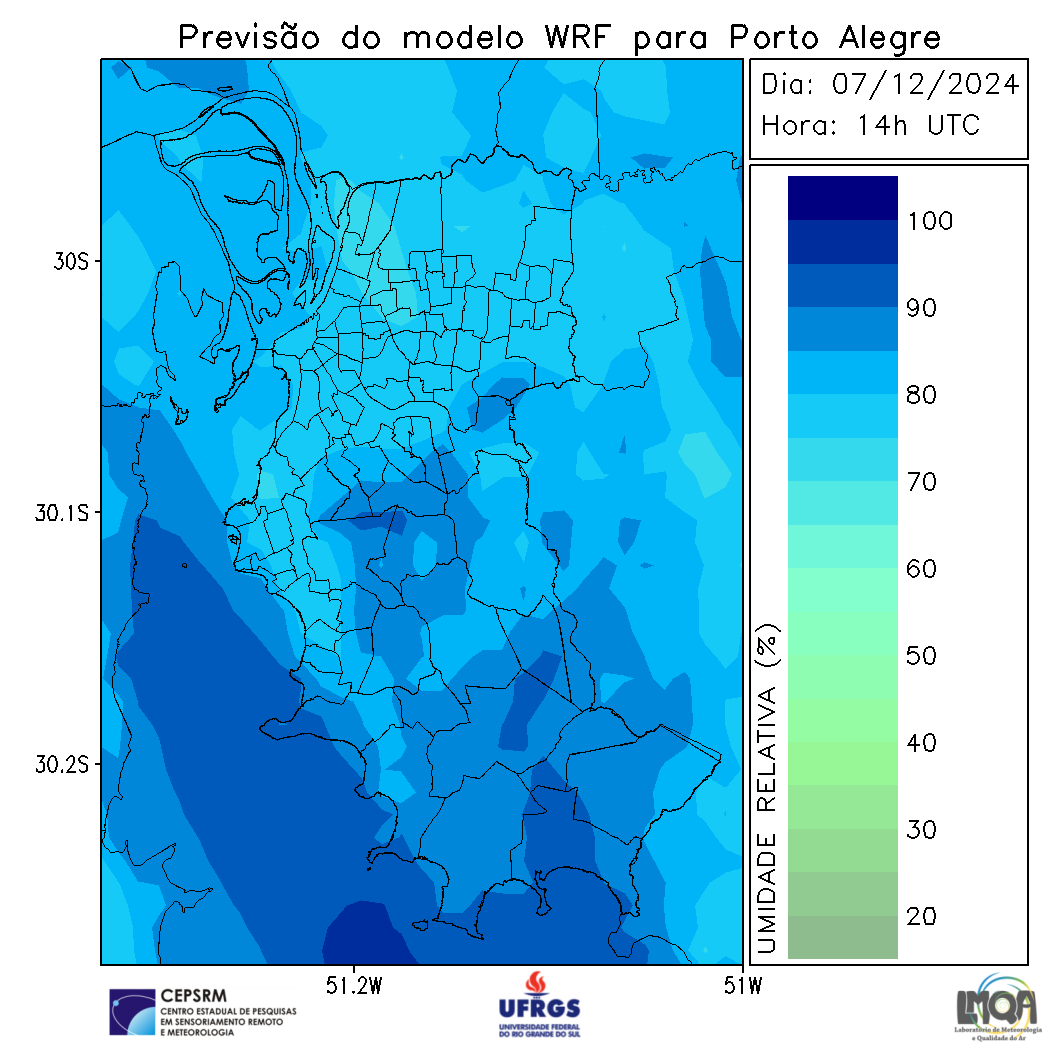 Previsão do modelo WRF para Porto Alegre
Dia: 07/12/2024
Hora: 14h UTC
30S
30.1S
30.2S
51.2W
51W
UMIDADE RELATIVA (%)
100
90
80
70
60
50
40
30
20
CEPSRM
CENTRO ESTADUAL DE PESQUISAS
EM SENSORIAMENTO REMOTO
E METEOROLOGIA
UFRGS
UNIVERSIDADE FEDERAL
DO RIO GRANDE DO SUL
LMQA
Laboratório de Meteorologia
e Qualidade do Ar